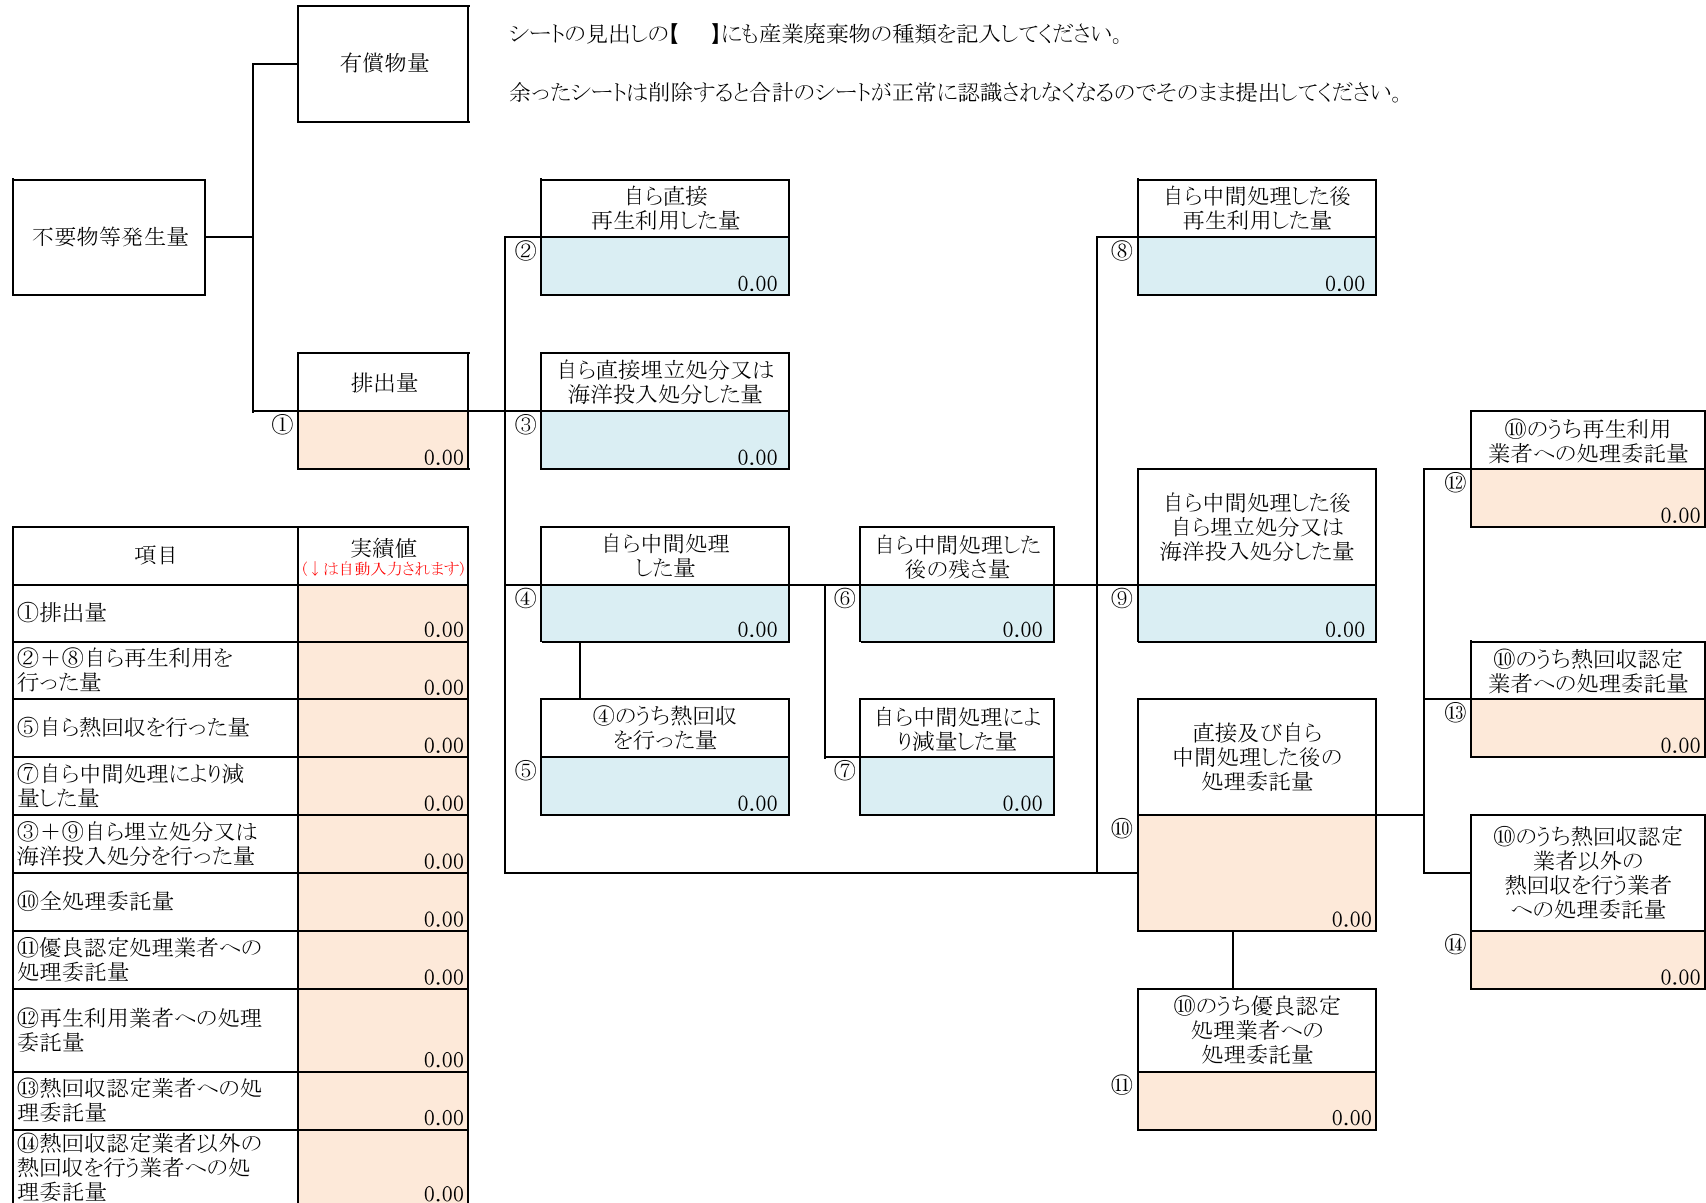 シートの見出しの【　】にも産業廃棄物の種類を記入してください。
余ったシートは削除すると合計のシートが正常に認識されなくなるのでそのまま提出してください。
有償物量
不要物等発生量
自ら直接
再生利用した量
②
0.00
自ら中間処理した後
再生利用した量
⑧
0.00
排出量
①
0.00
自ら直接埋立処分又は
海洋投入処分した量
③
0.00
⑩のうち再生利用
業者への処理委託量
⑫
0.00
自ら中間処理
した量
④
0.00
自ら中間処理した
後の残さ量
⑥
0.00
自ら中間処理した後
自ら埋立処分又は
海洋投入処分した量
⑨
0.00
⑩のうち熱回収認定
業者への処理委託量
⑬
0.00
④のうち熱回収
を行った量
⑤
0.00
自ら中間処理によ
り減量した量
⑦
0.00
直接及び自ら
中間処理した後の
処理委託量
⑩
0.00
⑩のうち熱回収認定
業者以外の
熱回収を行う業者
への処理委託量
⑭
0.00
⑩のうち優良認定
処理業者への
処理委託量
⑪
0.00
項目
実績値
(↓は自動入力されます)
①排出量
0.00
②＋⑧自ら再生利用を
行った量
0.00
⑤自ら熱回収を行った量
0.00
⑦自ら中間処理により減
量した量
0.00
③＋⑨自ら埋立処分又は
海洋投入処分を行った量
0.00
⑩全処理委託量
0.00
⑪優良認定処理業者への
処理委託量
0.00
⑫再生利用業者への処理
委託量
0.00
⑬熱回収認定業者への処
理委託量
0.00
⑭熱回収認定業者以外の
熱回収を行う業者への処
理委託量
0.00